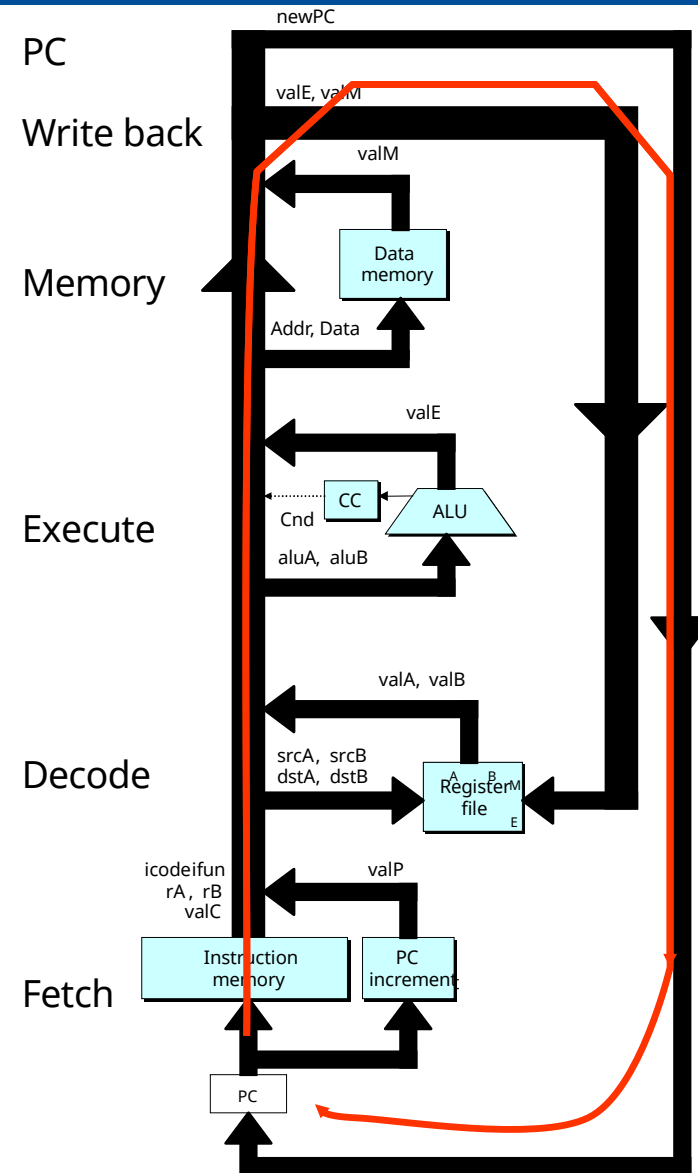 newPC
PC
valE, valM
Write back
valM
Data
memory
Memory
Addr, Data
valE
CC
ALU
Cnd
Execute
aluA, aluB
valA, valB
srcA, srcB
dstA, dstB
A B
Register M
file
E
Decode
icodeifun
rA, rB
valC
valP
Instruction
memory
PC
increment
Fetch
PC